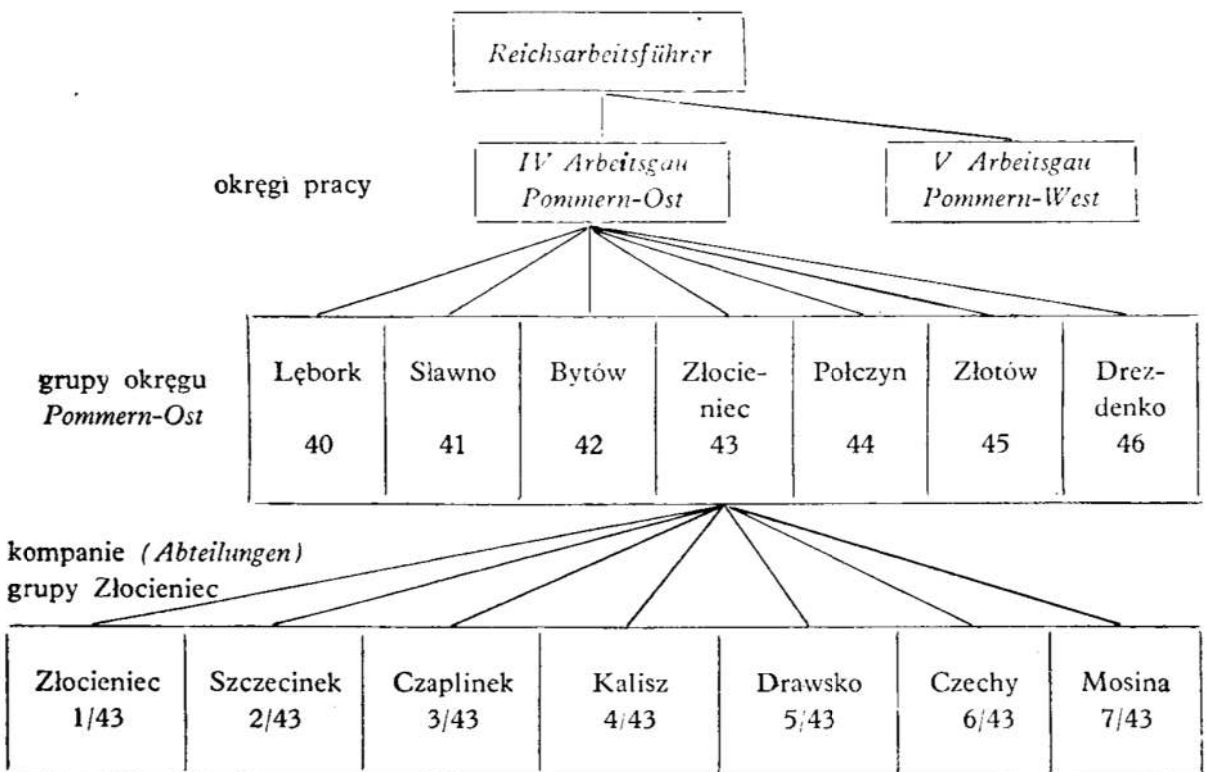 Reichsarbeitsführer
okręgi pracy
IV Arbeitsgau
Pommern-Ost
V Arbeitsgau
Pommern-West
grupy okręgu
Pommern-Ost
Lębork
40
Sławno
41
Bytów
42
Złocie-
niec
43
Połczyn
44
Złotów
45
Drez-
denko
46
kompanie (Abteilungen)
grupy Złocieniec
Złocieniec
1/43
Szczecinek
2/43
Czaplinek
3/43
Kalisz
4/43
Drawsko
5/43
Czechy
6/43
Mosina
7/43